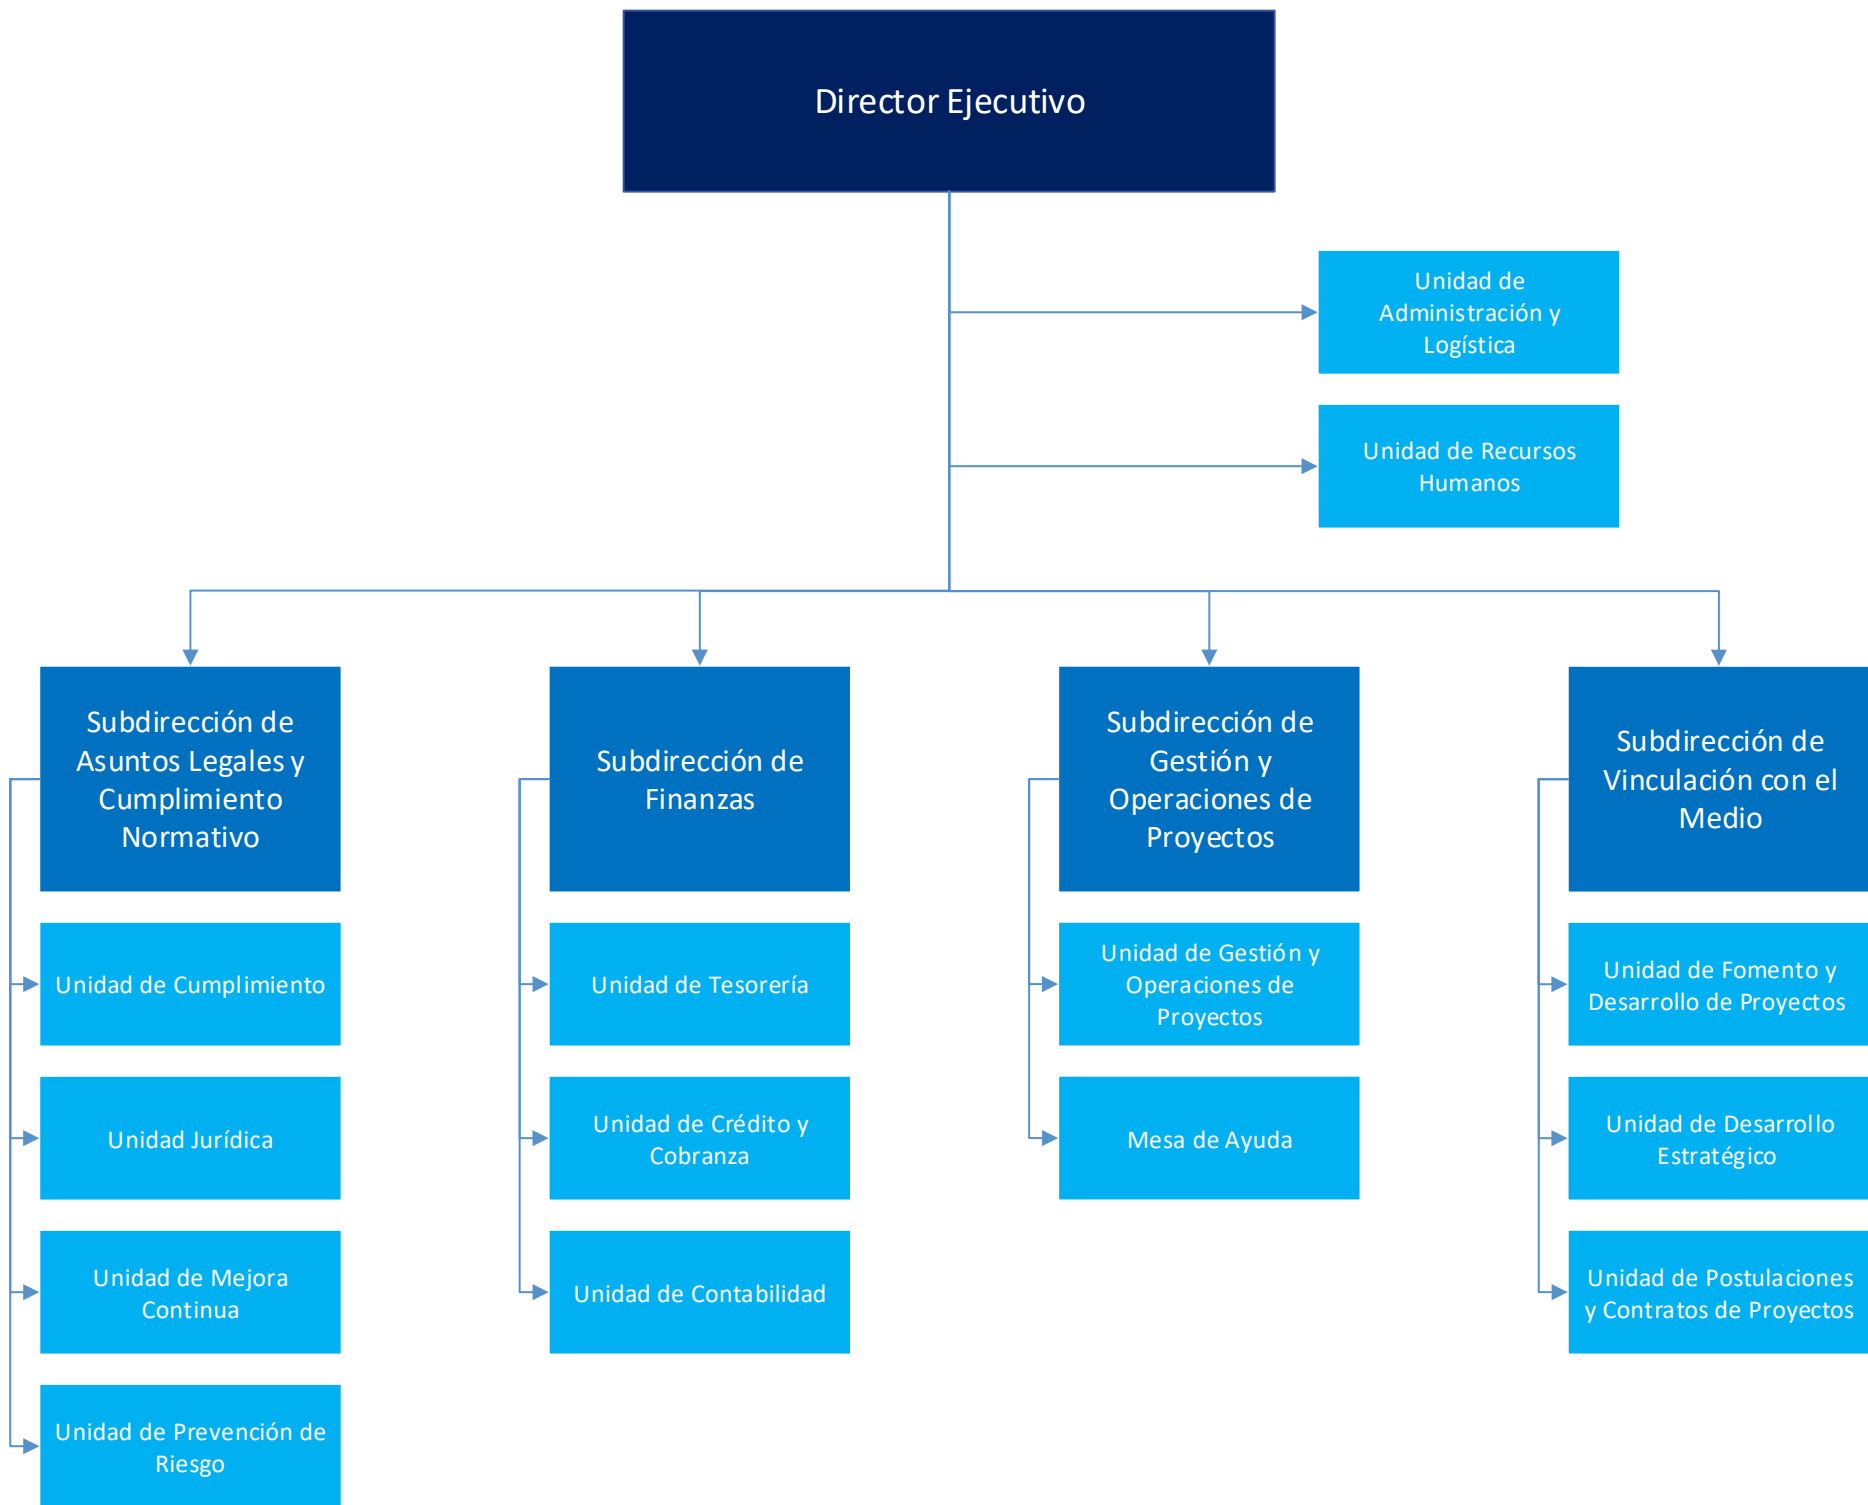 Director Ejecutivo
Unidad de
Administración y
Logística
Unidad de Recursos
Humanos
Subdirección de
Asuntos Legales y
Cumplimiento
Normativo
Subdirección de
Finanzas
Subdirección de
Gestión y
Operaciones de
Proyectos
Subdirección de
Vinculación con el
Medio
Unidad de Cumplimiento
Unidad de Tesorería
Unidad de Gestión y
Operaciones de
Proyectos
Unidad de Fomento y
Desarrollo de Proyectos
Unidad Jurídica
Unidad de Crédito y
Cobranza
Mesa de Ayuda
Unidad de Desarrollo
Estratégico
Unidad de Mejora
Continua
Unidad de Contabilidad
Unidad de Postulaciones
y Contratos de Proyectos
Unidad de Prevención de
Riesgo